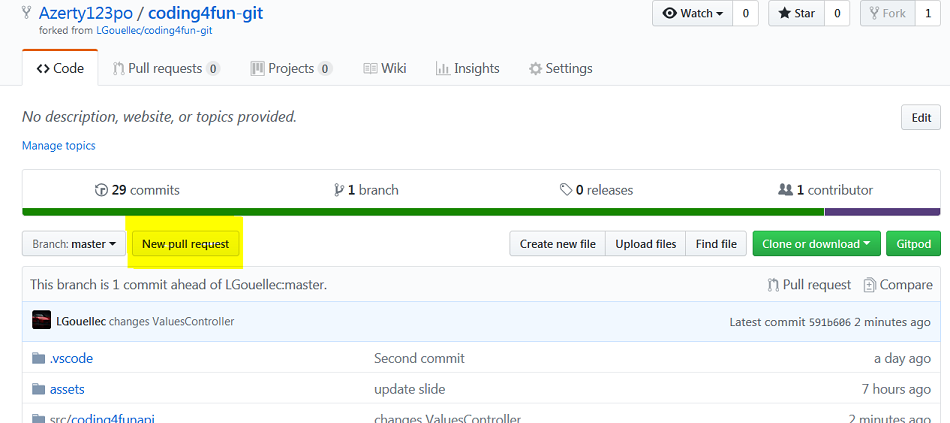 Azerty123po / coding4fun-git
Watch 0 Star 0 Fork 1
forked from LGouellec/coding4fun-git
Code Pull requests 0 Projects 0 Wiki Insights Settings
No description, website, or topics provided. Edit
Manage topics
29 commits 1 branch 0 releases 1 contributor
Branch: master New pull request Create new file Upload files Find file Clone or download Gitpod
This branch is 1 commit ahead of LGouellec:master. Pull request Compare
LGouellec changes ValuesController Latest commit 591b606 2 minutes ago
.vscode Second commit a day ago
assets update slide 7 hours ago
src/coding4funapi changes ValuesController 2 minutes ago